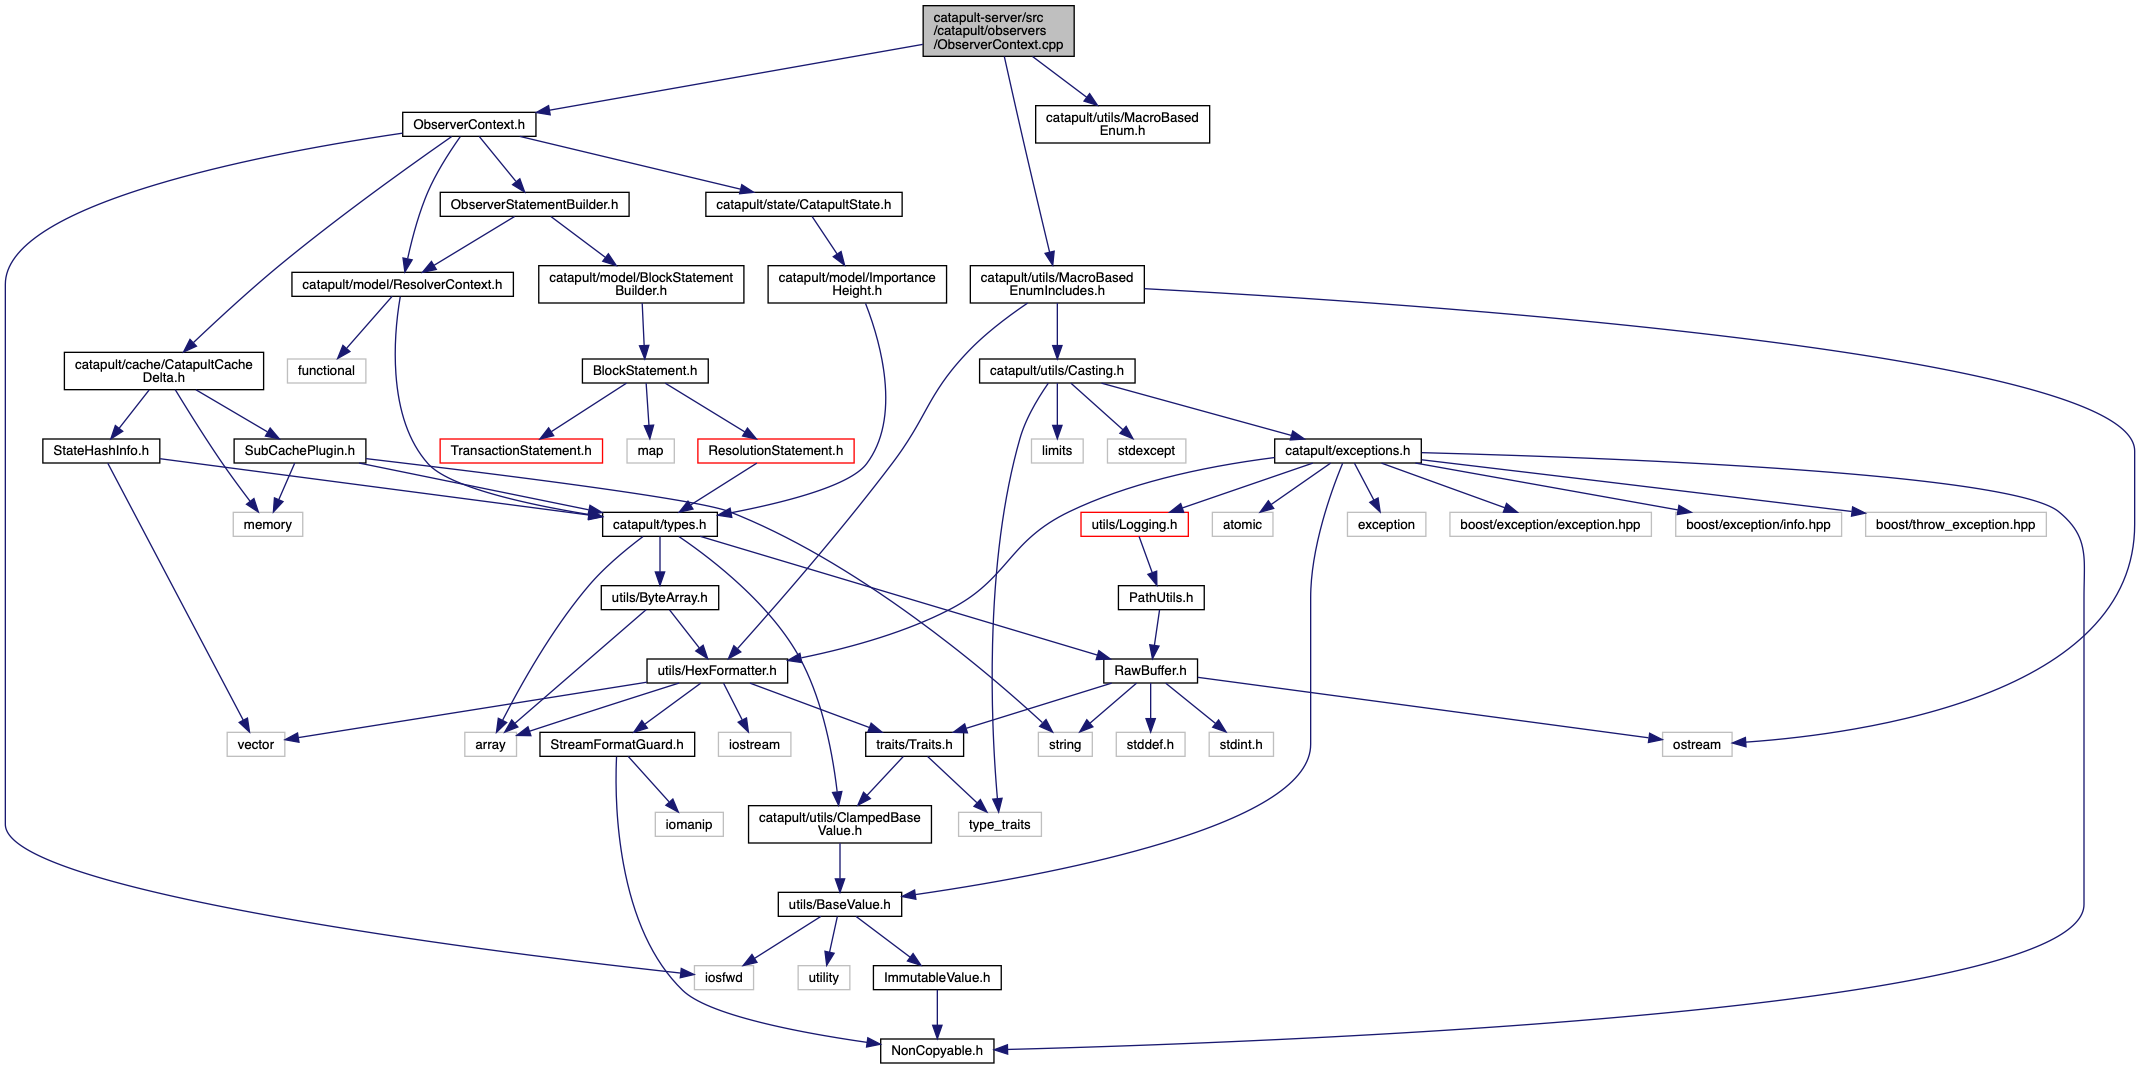 catapult-server/src
/catapult/observers
/ObserverContext.cpp
ObserverContext.h
catapult/utils/MacroBased
Enum.h
ObserverStatementBuilder.h
catapult/state/CatapultState.h
catapult/model/ResolverContext.h
catapult/model/BlockStatement
Builder.h
catapult/model/Importance
Height.h
catapult/utils/MacroBased
EnumIncludes.h
catapult/cache/CatapultCache
Delta.h
functional
BlockStatement.h
catapult/utils/Casting.h
StateHashInfo.h
SubCachePlugin.h
TransactionStatement.h
map
ResolutionStatement.h
limits
stdexcept
catapult/exceptions.h
memory
catapult/types.h
utils/Logging.h
atomic
exception
boost/exception/exception.hpp
boost/exception/info.hpp
boost/throw_exception.hpp
utils/ByteArray.h
PathUtils.h
utils/HexFormatter.h
RawBuffer.h
vector
array
StreamFormatGuard.h
iostream
traits/Traits.h
string
stddef.h
stdint.h
ostream
iomanip
catapult/utils/ClampedBase
Value.h
type_traits
utils/BaseValue.h
iosfwd
utility
ImmutableValue.h
NonCopyable.h